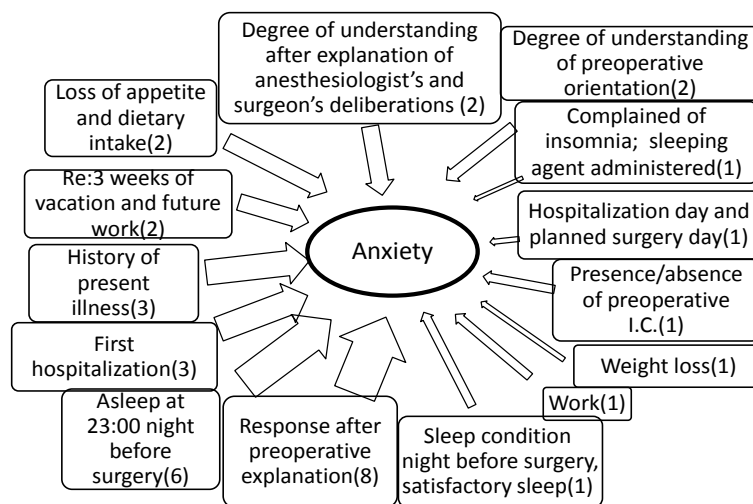 Degree of understanding
after explanation of
anesthesiologist’s and
surgeon’s deliberations (2)
Degree of understanding
of preoperative
orientation(2)
Loss of appetite
and dietary
intake(2)
Complained of
insomnia; sleeping
agent administered(1)
Re:3 weeks of
vacation and future
work(2)
Hospitalization day and
planned surgery day(1)
Anxiety
History of
present
illness(3)
Presence/absence
of preoperative
I.C.(1)
First
hospitalization(3)
Weight loss(1)
Work(1)
Asleep at
23:00 night
before
surgery(6)
Response after
preoperative
explanation(8)
Sleep condition
night before surgery,
satisfactory sleep(1)